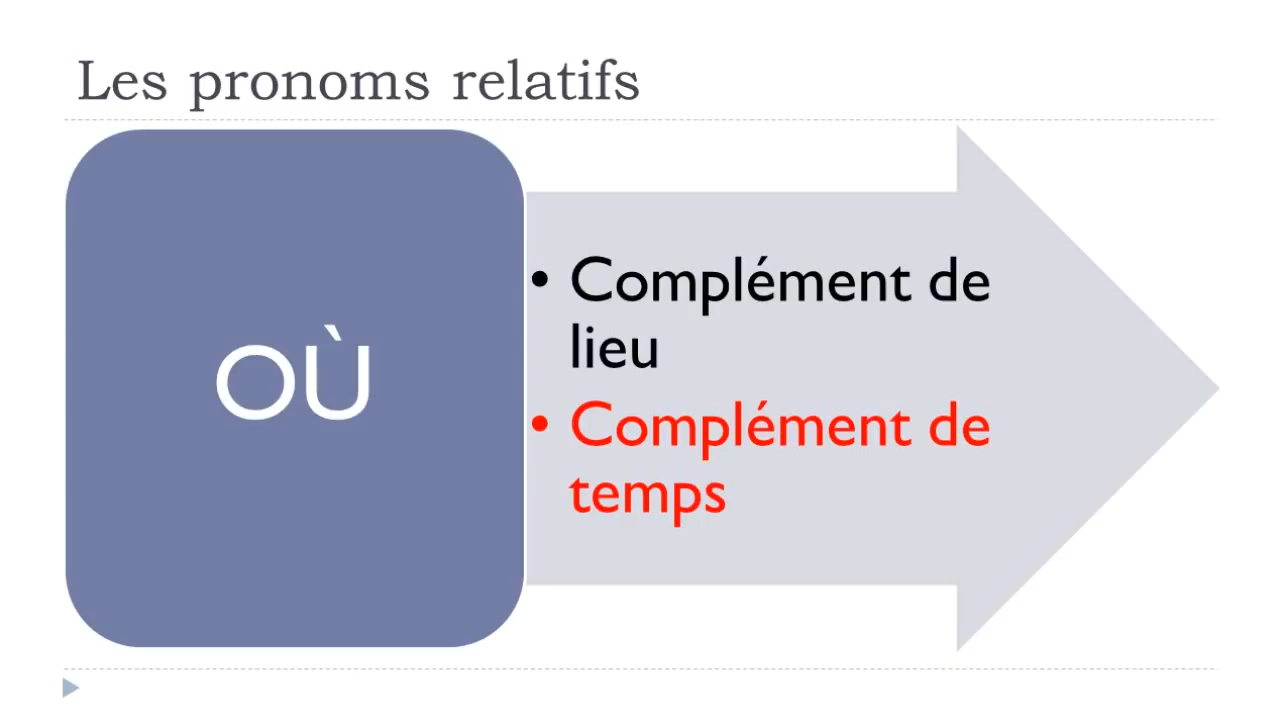 Les pronoms relatifs
OÙ
• Complément de
lieu
• Complément de
temps